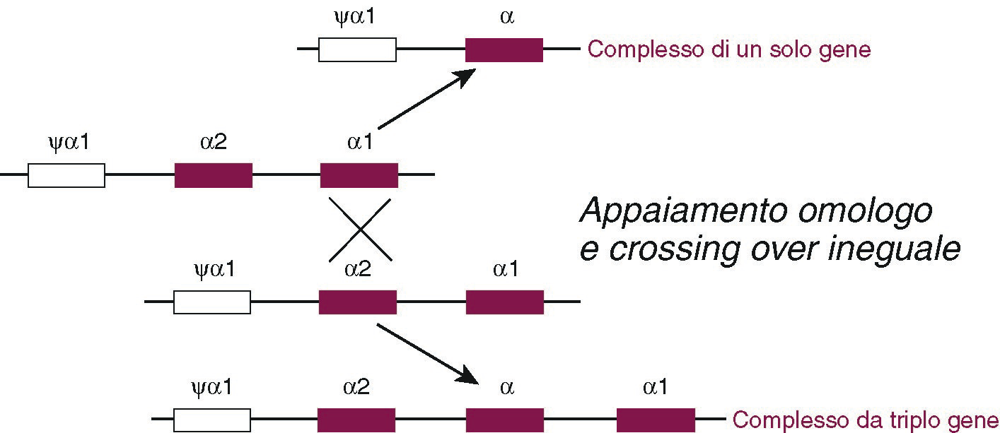 ψα1 α
Complesso di un solo gene
ψα1 α2 α1
Appaiamento omologo
e crossing over ineguale
ψα1 α2 α1
ψα1 α2 α α1
Complesso da triplo gene